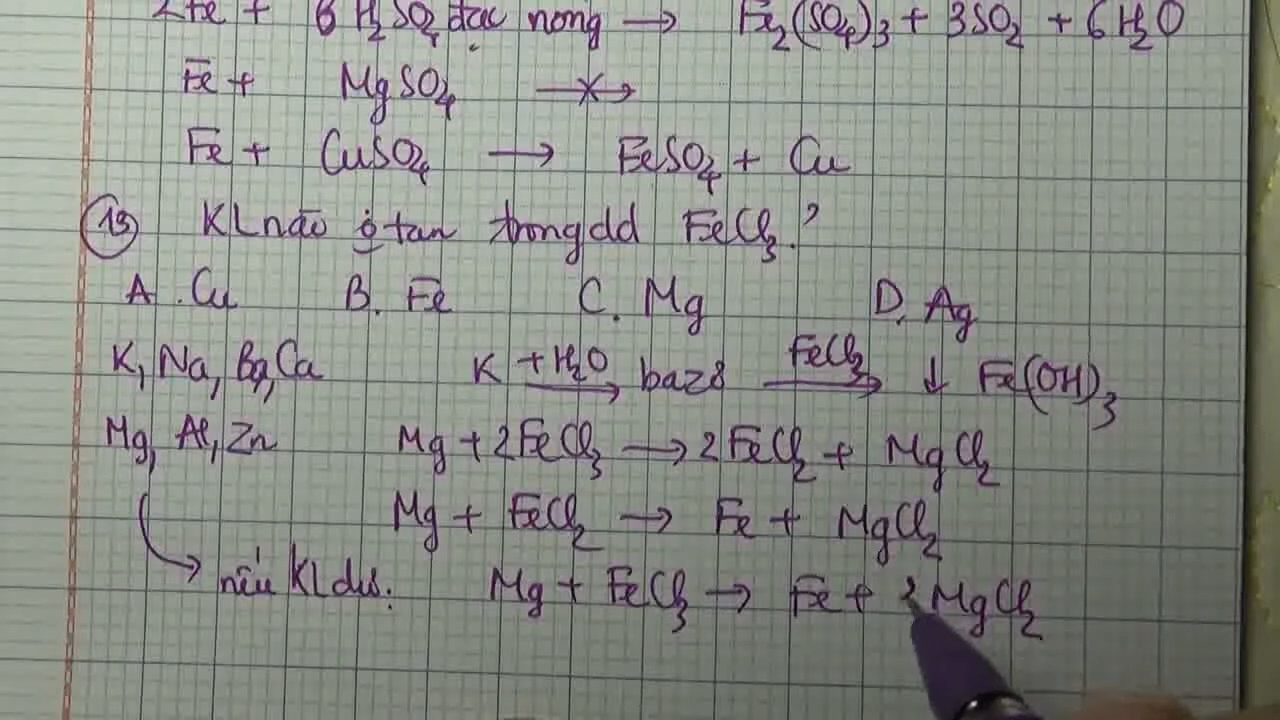 2Fe + 6H₂SO₄ đặc nóng → Fe₂(SO₄)₃ + 3SO₂ + 6H₂O
Fe + MgSO₄
Fe + CuSO₄ → FeSO₄ + Cu
KL nào tan trong dd FeCl₃?
A. Cu B. Fe C. Mg D. Ag
K, Na, Ba, Ca K +H₂O → bazơ FeCl₃ → ↓ Fe(OH)₃
Mg, Al, Zn Mg + 2FeCl₃ → 2FeCl₂ + MgCl₂
Mg + FeCl₂ → Fe + MgCl₂
→ nếu KL dư: Mg + FeCl₃ → Fe + MgCl₂